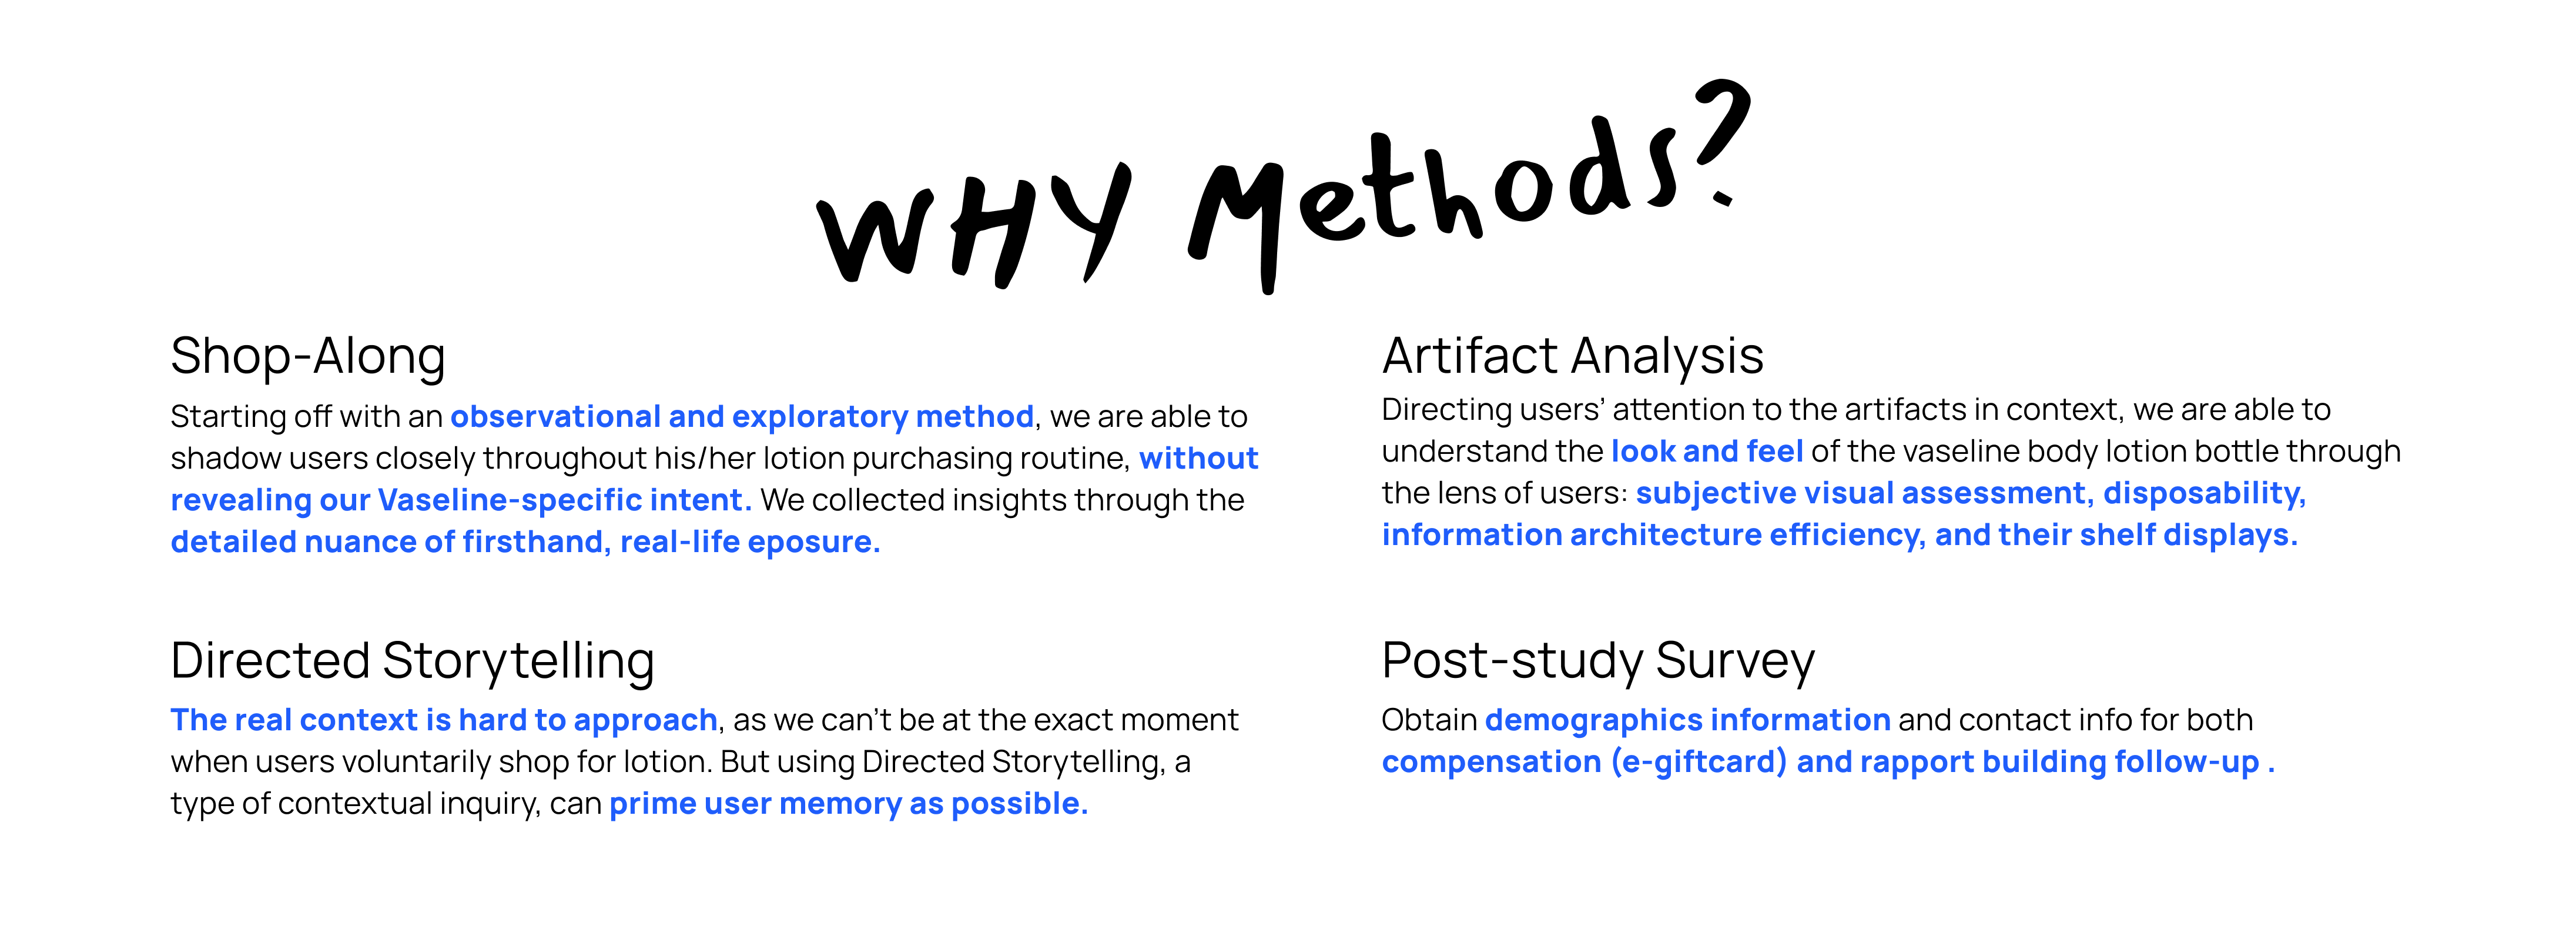 WHY Methods?
Shop-Along
Starting off with an observational and exploratory method, we are able to
shadow users closely throughout his/her lotion purchasing routine, without
revealing our Vaseline-specific intent. We collected insights through the
detailed nuance of firsthand, real-life eposure.
Artifact Analysis
Directing users’ attention to the artifacts in context, we are able to
understand the look and feel of the vaseline body lotion bottle through
the lens of users: subjective visual assessment, disposability,
information architecture efficiency, and their shelf displays.
Directed Storytelling
The real context is hard to approach, as we can’t be at the exact moment
when users voluntarily shop for lotion. But using Directed Storytelling, a
type of contextual inquiry, can prime user memory as possible.
Post-study Survey
Obtain demographics information and contact info for both
compensation (e-giftcard) and rapport building follow-up .